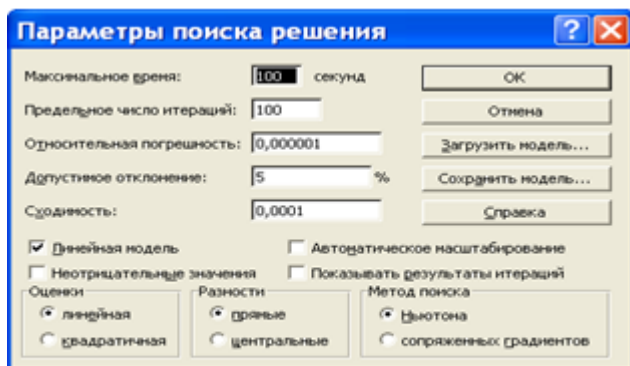 Параметры поиска решения
Максимальное время: 100 секунд OK
Предельное число итераций: 100 Отмена
Относительная погрешность: 0,000001 Загрузить модель...
Допустимое отклонение: 5 % Сохранить модель...
Сходимость: 0,0001 Справка
Линейная модель Автоматическое масштабирование
Неотрицательные значения Показывать результаты итераций
Оценки Разности Метод поиска
линейная прямые Ньютона
квадратичная центральные сопряженных градиентов